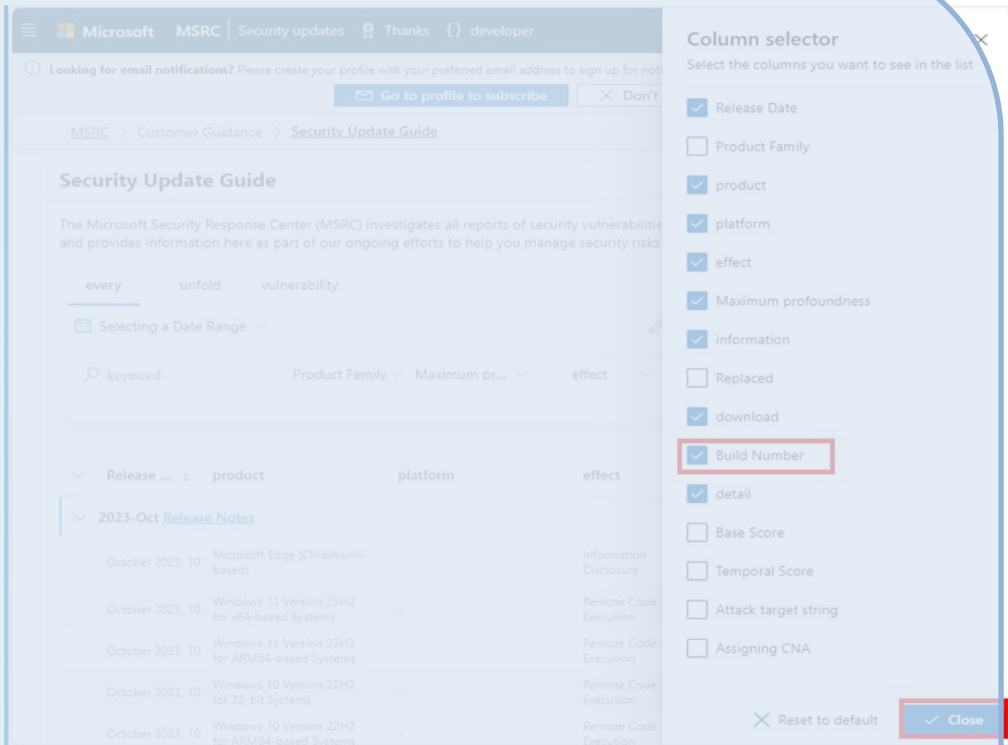 Microsoft MSRC Security updates Thanks {} developer
Looking for email notifications? Please create your profile with your preferred email address to sign up for noti
Go to profile to subscribe Don't
MSRC > Customer Guidance > Security Update Guide
Security Update Guide
The Microsoft Security Response Center (MSRC) investigates all reports of security vulnerabilitie
and provides information here as part of our ongoing efforts to help you manage security risks
every unfold vulnerability
Selecting a Date Range
keyword Product Family Maximum pr... effect
Release ... ↓ product platform effect
2023-Oct Release Notes
October 2023, 10 Microsoft Edge (Chromium-
based) - Information
Disclosure
October 2023, 10 Windows 11 Version 23H2
for x64-based Systems - Remote Code
Execution
October 2023, 10 Windows 11 Version 23H2
for ARM64-based Systems - Remote Code
Execution
October 2023, 10 Windows 10 Version 22H2
for 32-bit Systems - Remote Code
Execution
October 2023, 10 Windows 10 Version 22H2
for ARM64-based Systems - Remote Code
Execution
Column selector
Select the columns you want to see in the list
Release Date
Product Family
product
platform
effect
Maximum profoundness
information
Replaced
download
Build Number
detail
Base Score
Temporal Score
Attack target string
Assigning CNA
Reset to default Close